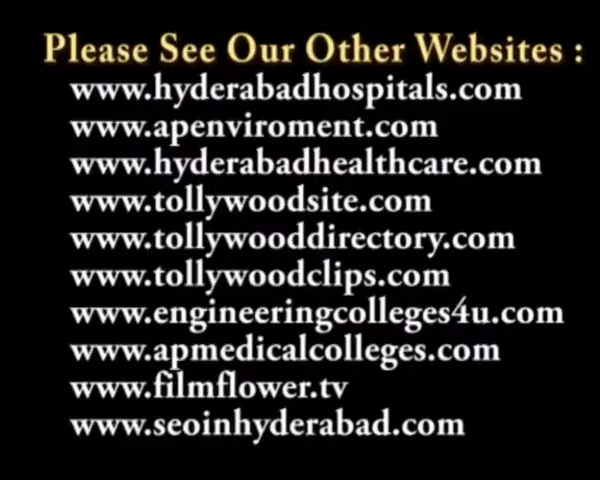 Please See Our Other Websites :
www.hyderabadhospitals.com
www.apenviroment.com
www.hyderabadhealthcare.com
www.tollywoodsite.com
www.tollywooddirectory.com
www.tollywoodclips.com
www.engineeringcolleges4u.com
www.apmedicalcolleges.com
www.filmflower.tv
www.seoinhyderabad.com